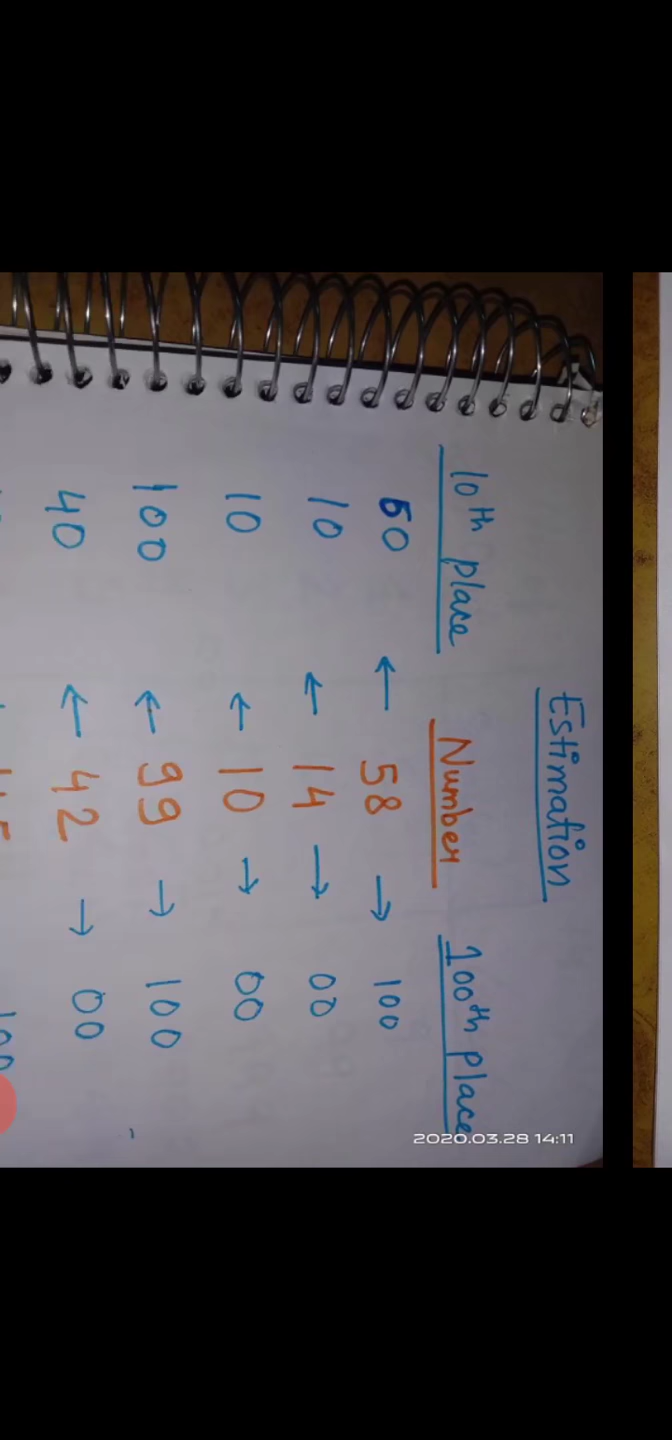 Estimation
10th place Number 100th place
50 ← 58 → 100
10 ← 14 → 00
10 ← 10 → 00
100 ← 99 → 100
40 ← 42 → 00
2020.03.28 14:11